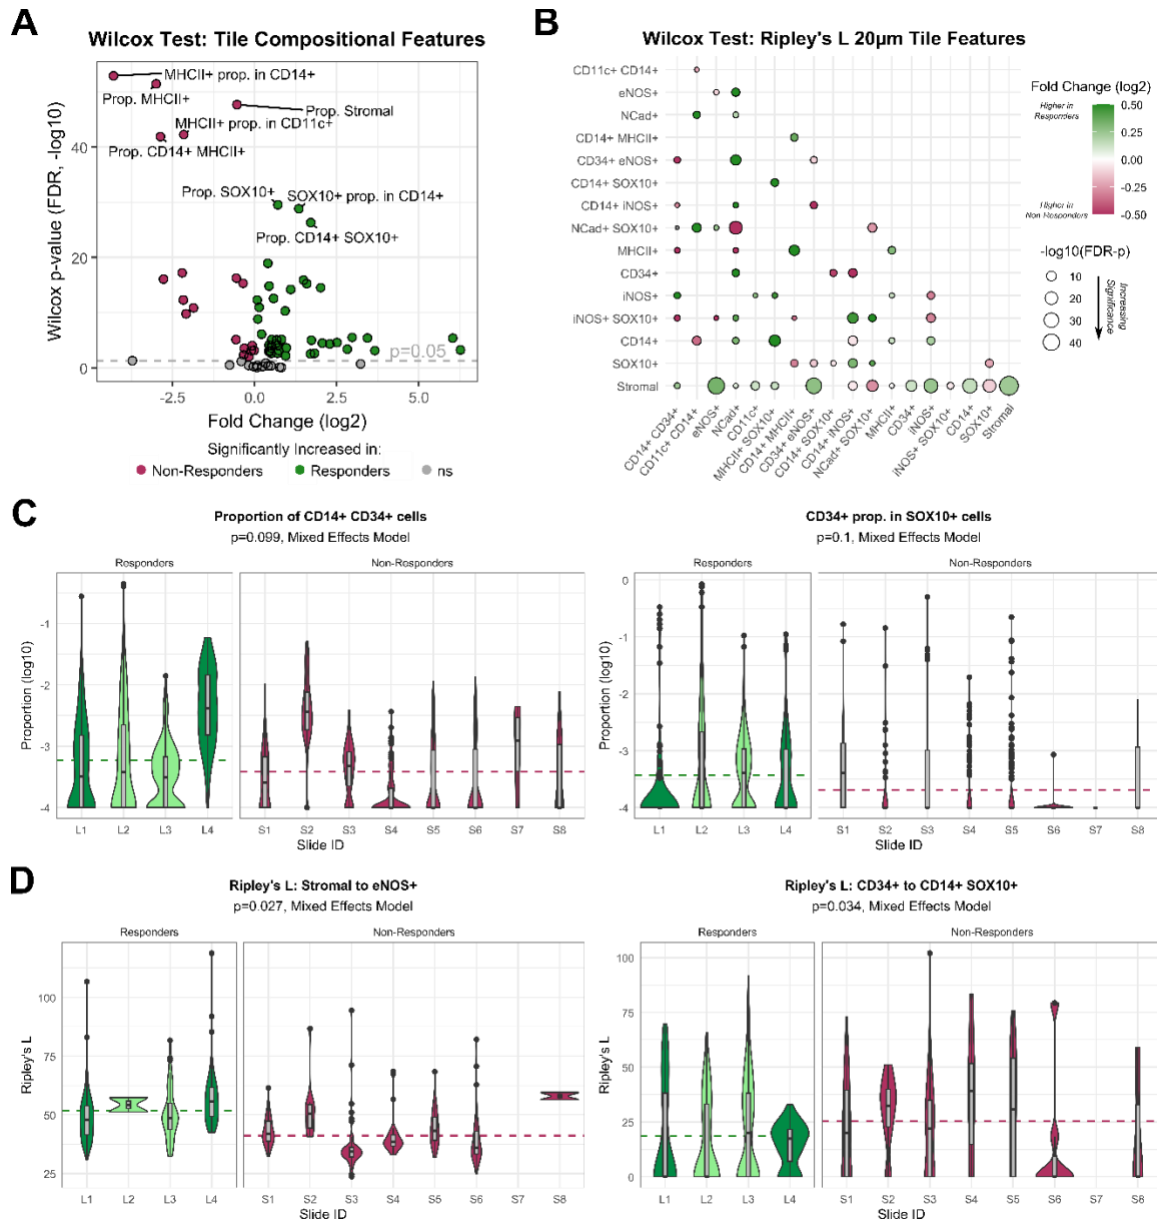 A
Wilcox Test: Tile Compositional Features
MHCII+ prop. in CD14+
Prop. MHCII+
Prop. Stromal
MHCII+ prop. in CD11c+
Prop. CD14+ MHCII+
Prop. SOX10+
SOX10+ prop. in CD14+
Prop. CD14+ SOX10+
p=0.05
40
20
0
Wilcox p-value (FDR, -log10)
-2.5 0.0 2.5 5.0
Fold Change (log2)
Significantly Increased in:
Non-Responders Responders ns
B
Wilcox Test: Ripley's L 20µm Tile Features
CD11c+ CD14+
eNOS+
NCad+
CD14+ MHCII+
CD34+ eNOS+
CD14+ SOX10+
CD14+ iNOS+
NCad+ SOX10+
MHCII+
CD34+
iNOS+
iNOS+ SOX10+
CD14+
SOX10+
Stromal
CD14+ CD34+
CD11c+ CD14+
eNOS+
NCad+
CD11c+
MHCII+ SOX10+
CD14+ MHCII+
CD34+ eNOS+
CD14+ SOX10+
CD14+ iNOS+
NCad+ SOX10+
MHCII+
CD34+
iNOS+
iNOS+ SOX10+
CD14+
SOX10+
Stromal
Fold Change (log2)
Higher in
Responders
0.50
0.25
0.00
-0.25
-0.50
Higher in
Non Responders
-log10(FDR-p)
10
20
30
40
Increasing
Significance
C
Proportion of CD14+ CD34+ cells
p=0.099, Mixed Effects Model
Responders Non-Responders
-1
-2
-3
-4
Proportion (log10)
L1 L2 L3 L4 S1 S2 S3 S4 S5 S6 S7 S8
Slide ID
CD34+ prop. in SOX10+ cells
p=0.1, Mixed Effects Model
Responders Non-Responders
0
-1
-2
-3
-4
Proportion (log10)
L1 L2 L3 L4 S1 S2 S3 S4 S5 S6 S7 S8
Slide ID
D
Ripley's L: Stromal to eNOS+
p=0.027, Mixed Effects Model
Responders Non-Responders
100
75
50
25
Ripley's L
L1 L2 L3 L4 S1 S2 S3 S4 S5 S6 S7 S8
Slide ID
Ripley's L: CD34+ to CD14+ SOX10+
p=0.034, Mixed Effects Model
Responders Non-Responders
100
75
50
25
0
Ripley's L
L1 L2 L3 L4 S1 S2 S3 S4 S5 S6 S7 S8
Slide ID